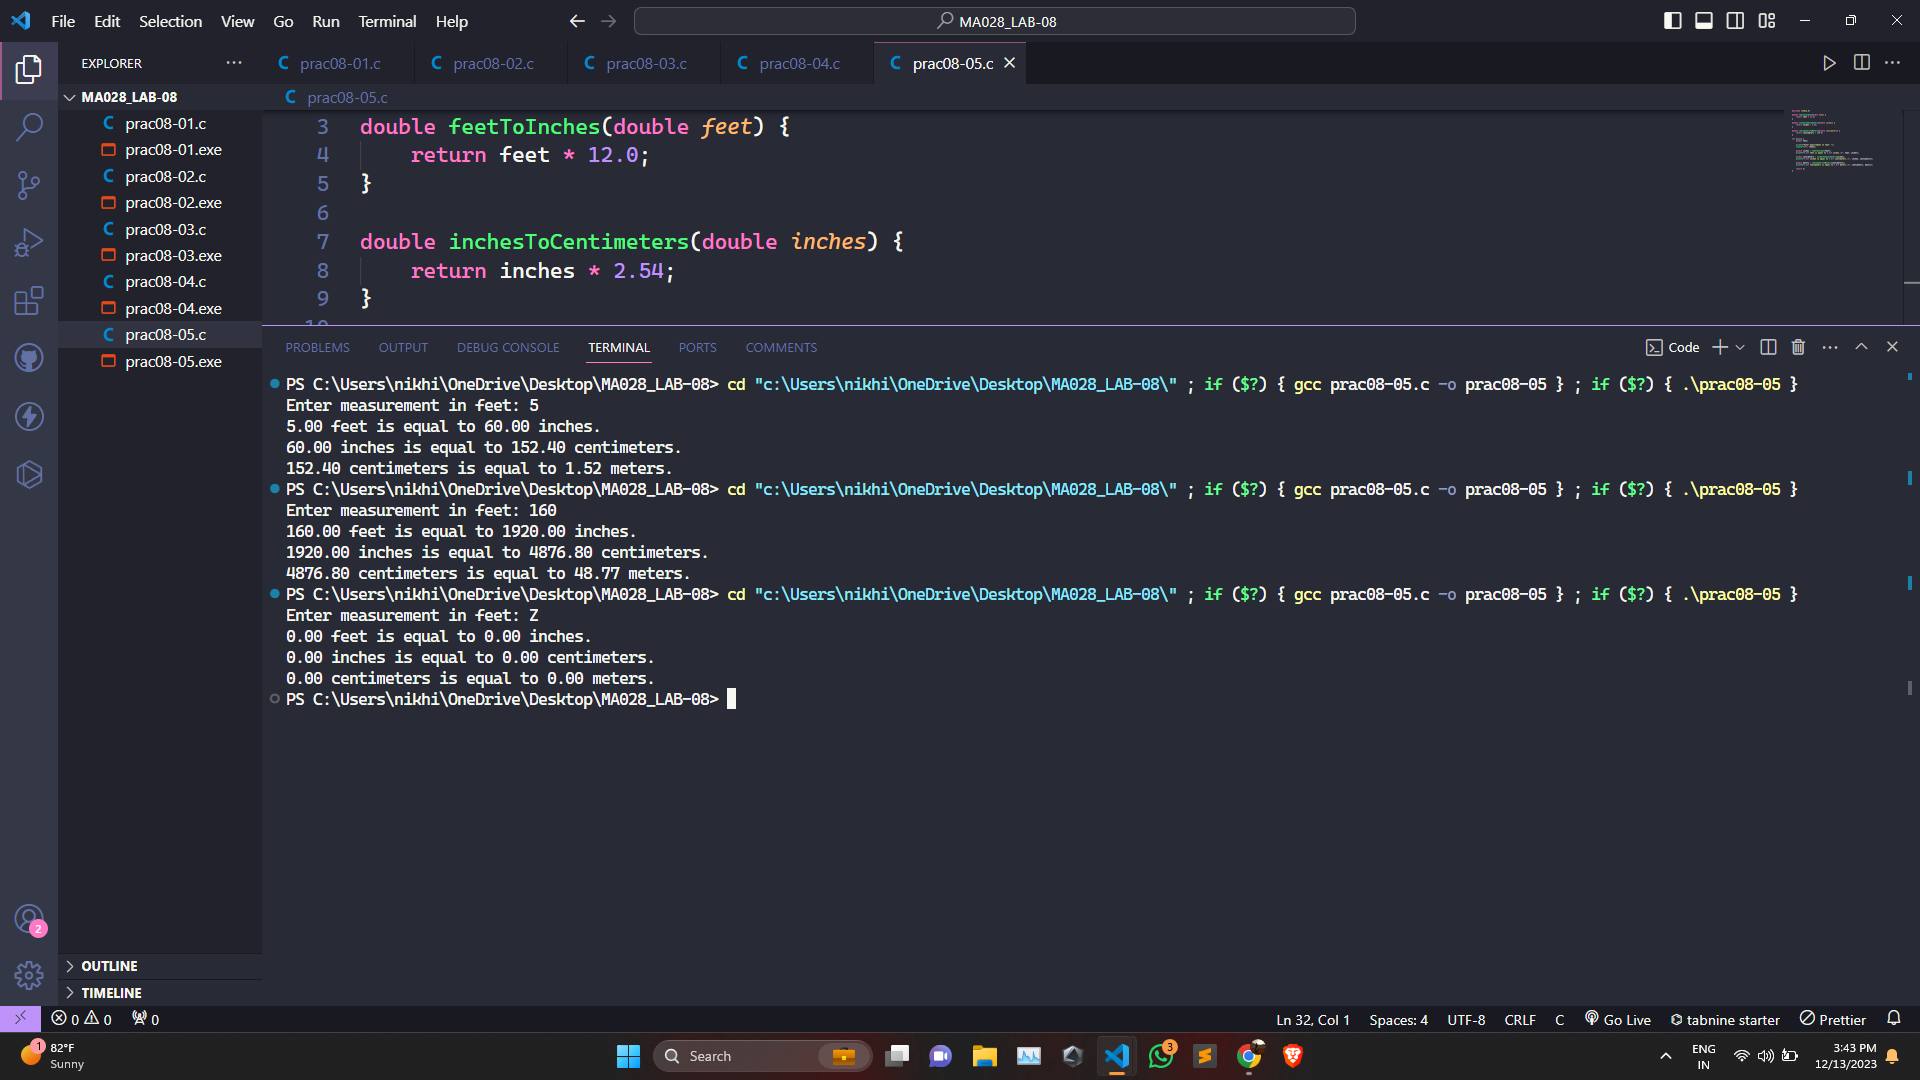 File Edit Selection View Go Run Terminal Help
MA028_LAB-08
EXPLORER
prac08-01.c
prac08-02.c
prac08-03.c
prac08-04.c
prac08-05.c
MA028_LAB-08
prac08-01.c
prac08-01.exe
prac08-02.c
prac08-02.exe
prac08-03.c
prac08-03.exe
prac08-04.c
prac08-04.exe
prac08-05.c
prac08-05.exe
OUTLINE
TIMELINE
prac08-05.c
3 double feetToInches(double feet) {
4 return feet * 12.0;
5 }
6
7 double inchesToCentimeters(double inches) {
8 return inches * 2.54;
9 }
10
PROBLEMS OUTPUT DEBUG CONSOLE TERMINAL PORTS COMMENTS
Code
PS C:\Users\nikhi\OneDrive\Desktop\MA028_LAB-08> cd "c:\Users\nikhi\OneDrive\Desktop\MA028_LAB-08\" ; if ($?) { gcc prac08-05.c -o prac08-05 } ; if ($?) { .\prac08-05 }
Enter measurement in feet: 5
5.00 feet is equal to 60.00 inches.
60.00 inches is equal to 152.40 centimeters.
152.40 centimeters is equal to 1.52 meters.
PS C:\Users\nikhi\OneDrive\Desktop\MA028_LAB-08> cd "c:\Users\nikhi\OneDrive\Desktop\MA028_LAB-08\" ; if ($?) { gcc prac08-05.c -o prac08-05 } ; if ($?) { .\prac08-05 }
Enter measurement in feet: 160
160.00 feet is equal to 1920.00 inches.
1920.00 inches is equal to 4876.80 centimeters.
4876.80 centimeters is equal to 48.77 meters.
PS C:\Users\nikhi\OneDrive\Desktop\MA028_LAB-08> cd "c:\Users\nikhi\OneDrive\Desktop\MA028_LAB-08\" ; if ($?) { gcc prac08-05.c -o prac08-05 } ; if ($?) { .\prac08-05 }
Enter measurement in feet: Z
0.00 feet is equal to 0.00 inches.
0.00 inches is equal to 0.00 centimeters.
0.00 centimeters is equal to 0.00 meters.
PS C:\Users\nikhi\OneDrive\Desktop\MA028_LAB-08>
2
0 0 0
Ln 32, Col 1 Spaces: 4 UTF-8 CRLF C Go Live tabnine starter Prettier
1
82°F
Sunny
Search
3
ENG
IN
3:43 PM
12/13/2023